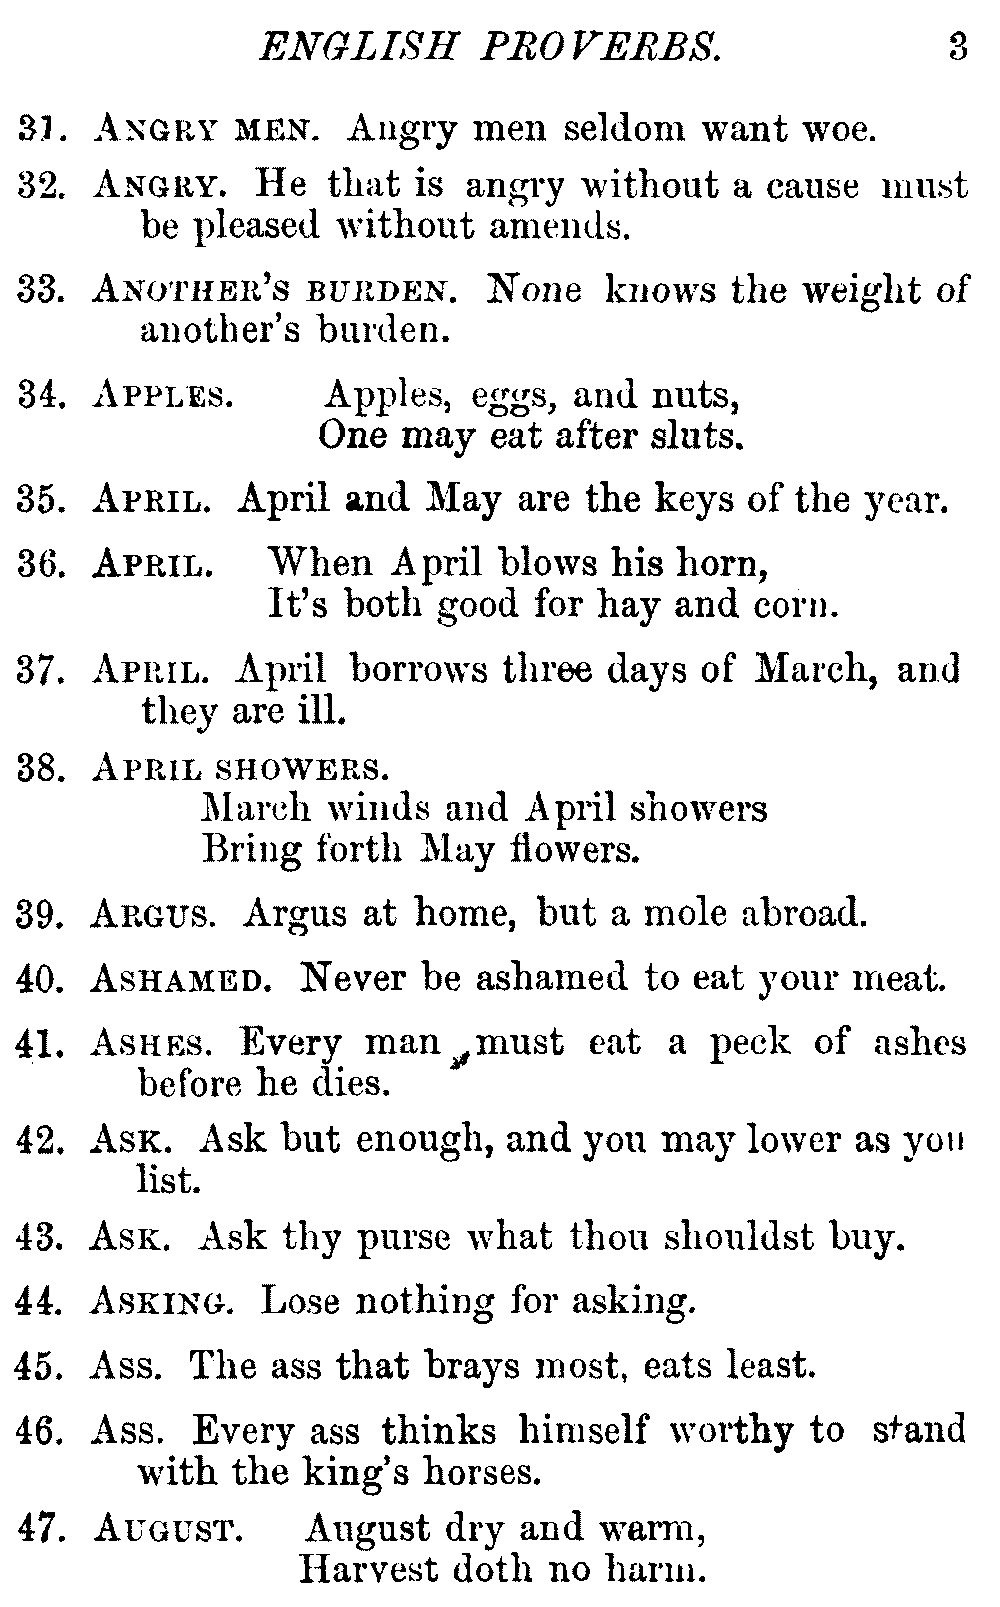 ENGLISH PROVERBS. 3
31. ANGRY MEN. Angry men seldom want woe.
32. ANGRY. He that is angry without a cause must
be pleased without amends.
33. ANOTHER'S BURDEN. None knows the weight of
another's burden.
34. APPLES. Apples, eggs, and nuts,
One may eat after sluts.
35. APRIL. April and May are the keys of the year.
36. APRIL. When April blows his horn,
It's both good for hay and corn.
37. APRIL. April borrows three days of March, and
they are ill.
38. APRIL SHOWERS.
March winds and April showers
Bring forth May flowers.
39. ARGUS. Argus at home, but a mole abroad.
40. ASHAMED. Never be ashamed to eat your meat.
41. ASHES. Every man must eat a peck of ashes
before he dies.
42. ASK. Ask but enough, and you may lower as you
list.
43. ASK. Ask thy purse what thou shouldst buy.
44. ASKING. Lose nothing for asking.
45. ASS. The ass that brays most, eats least.
46. ASS. Every ass thinks himself worthy to stand
with the king's horses.
47. AUGUST. August dry and warm,
Harvest doth no harm.